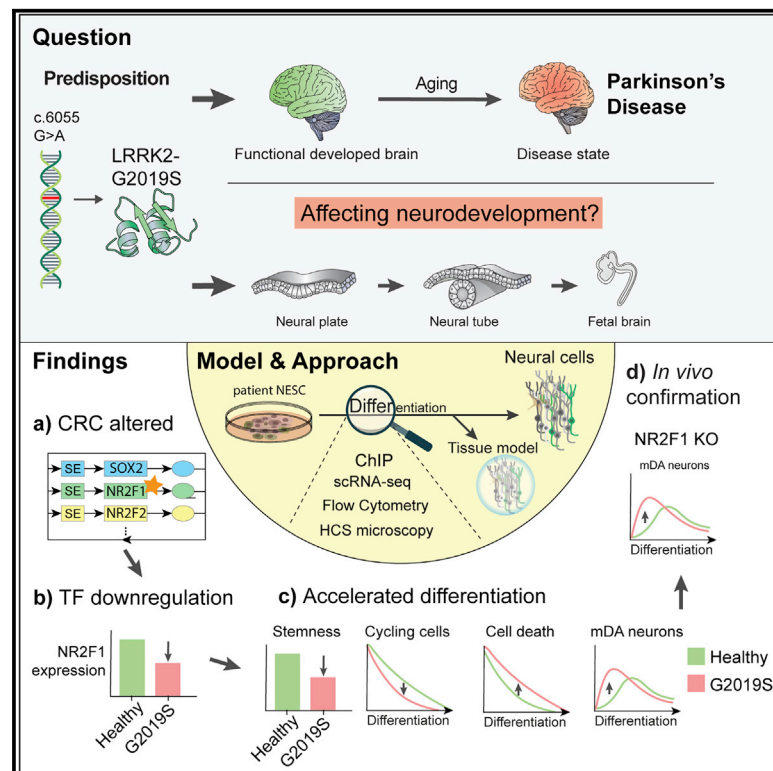 Question
Predisposition
c.6055
G>A
LRRK2-
G2019S
Functional developed brain
Aging
Disease state
Parkinson's
Disease
Affecting neurodevelopment?
Neural plate
Neural tube
Fetal brain
Findings
a) CRC altered
SE
SOX2
SE
NR2F1
SE
NR2F2
Model & Approach
patient NESC
Differentiation
Neural cells
Tissue model
ChIP
scRNA-seq
Flow Cytometry
HCS microscopy
d) In vivo
confirmation
NR2F1 KO
mDA neurons
Differentiation
b) TF downregulation
NR2F1
expression
Healthy
G2019S
c) Accelerated differentiation
Stemness
Healthy
G2019S
Cycling cells
Differentiation
Cell death
Differentiation
mDA neurons
Differentiation
Healthy
G2019S